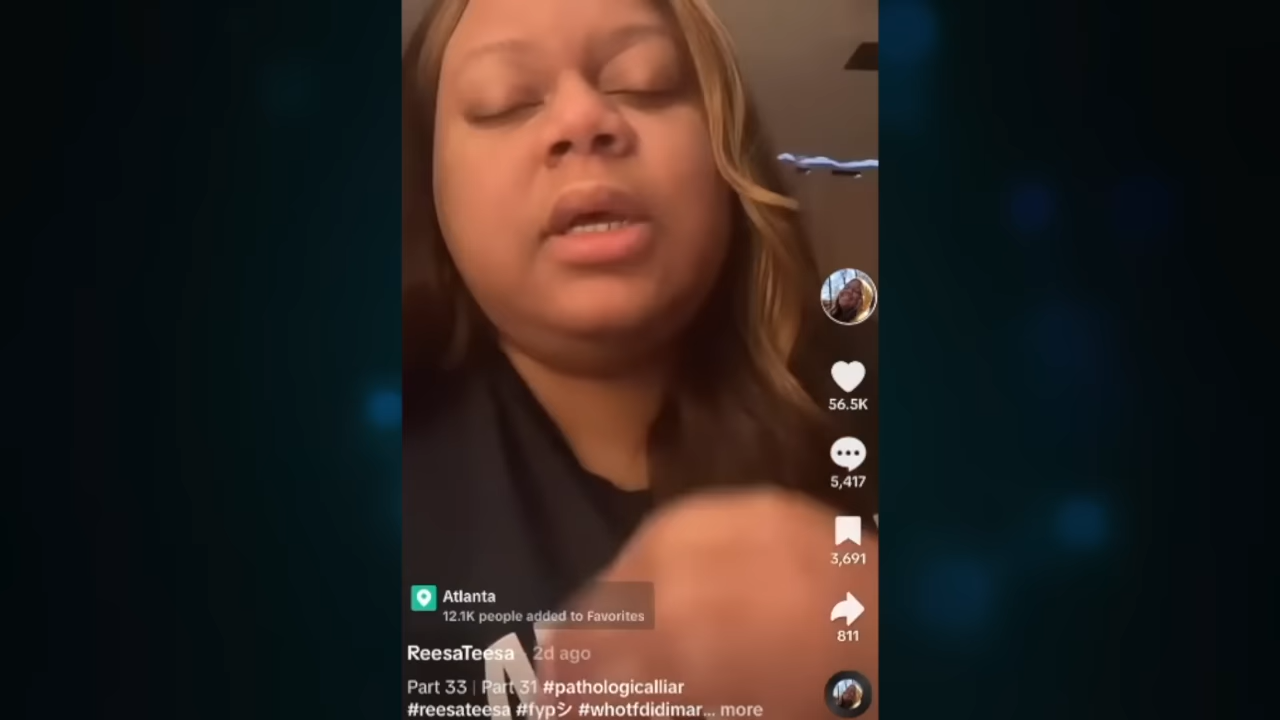 56.5K
5,417
3,691
811
Atlanta
12.1K people added to Favorites
ReesaTeesa · 2d ago
Part 33 | Part 31 #pathologicalliar
#reesateesa #fypシ #whotfdidimar... more